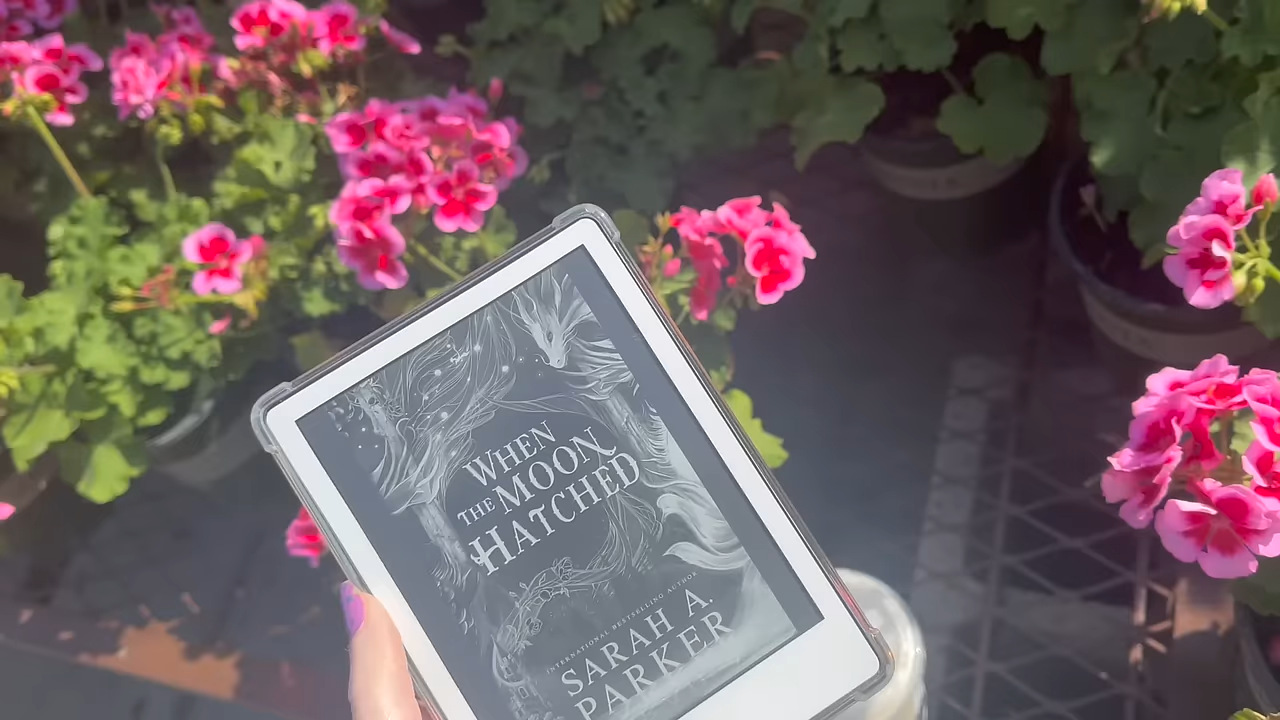 WHEN
THE MOON
HATCHED
INTERNATIONAL BESTSELLING AUTHOR
SARAH A.
PARKER